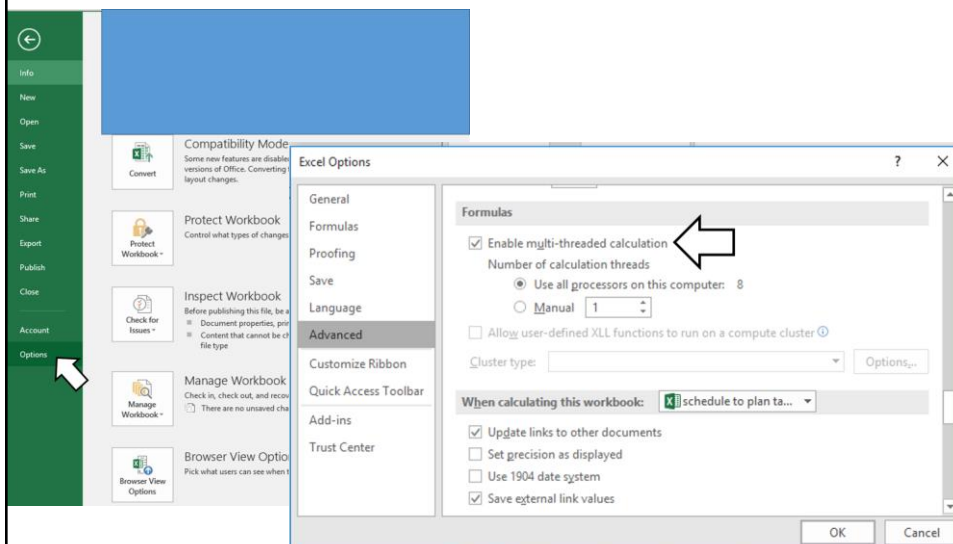 Info
New
Open
Save
Save As
Print
Share
Export
Publish
Close
Account
Options
Convert
Compatibility Mode
Some new features are disabled
versions of Office. Converting
layout changes.
Protect
Workbook
Protect Workbook
Control what types of changes
Check for
Issues
Inspect Workbook
Before publishing this file, be a
Document properties, prin
Content that cannot be ch
file type
Manage
Workbook
Manage Workbook
Check in, check out, and recov
There are no unsaved cha
Browser View
Options
Browser View Optio
Pick what users can see when t
Excel Options
?
General
Formulas
Proofing
Save
Language
Advanced
Customize Ribbon
Quick Access Toolbar
Add-ins
Trust Center
Formulas
Enable multi-threaded calculation
Number of calculation threads
Use all processors on this computer: 8
Manual 1
Allow user-defined XLL functions to run on a compute cluster
Cluster type: Options...
When calculating this workbook: schedule to plan ta...
Update links to other documents
Set precision as displayed
Use 1904 date system
Save external link values
OK Cancel